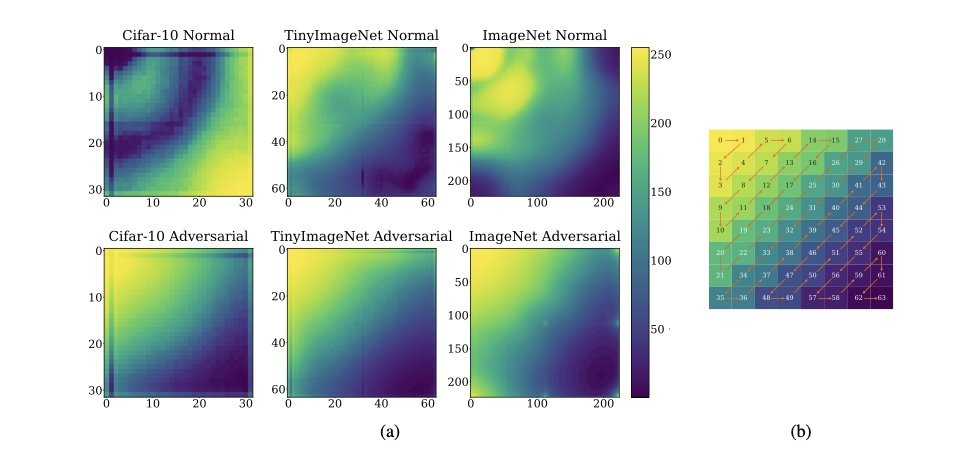 Cifar-10 Normal
0
10
20
30
0 10 20 30
TinyImageNet Normal
0
20
40
60
0 20 40 60
ImageNet Normal
0
50
100
150
200
0 100 200
Cifar-10 Adversarial
0
10
20
30
0 10 20 30
TinyImageNet Adversarial
0
20
40
60
0 20 40 60
ImageNet Adversarial
0
50
100
150
200
0 100 200
250
200
150
100
50
(a)
0 1 5 6 14 15 27 28
2 4 7 13 16 26 29 42
3 8 12 17 25 30 41 43
9 11 18 24 31 40 44 53
10 19 23 32 39 45 52 54
20 22 33 38 46 51 55 60
21 34 37 47 50 56 59 61
35 36 48 49 57 58 62 63
(b)